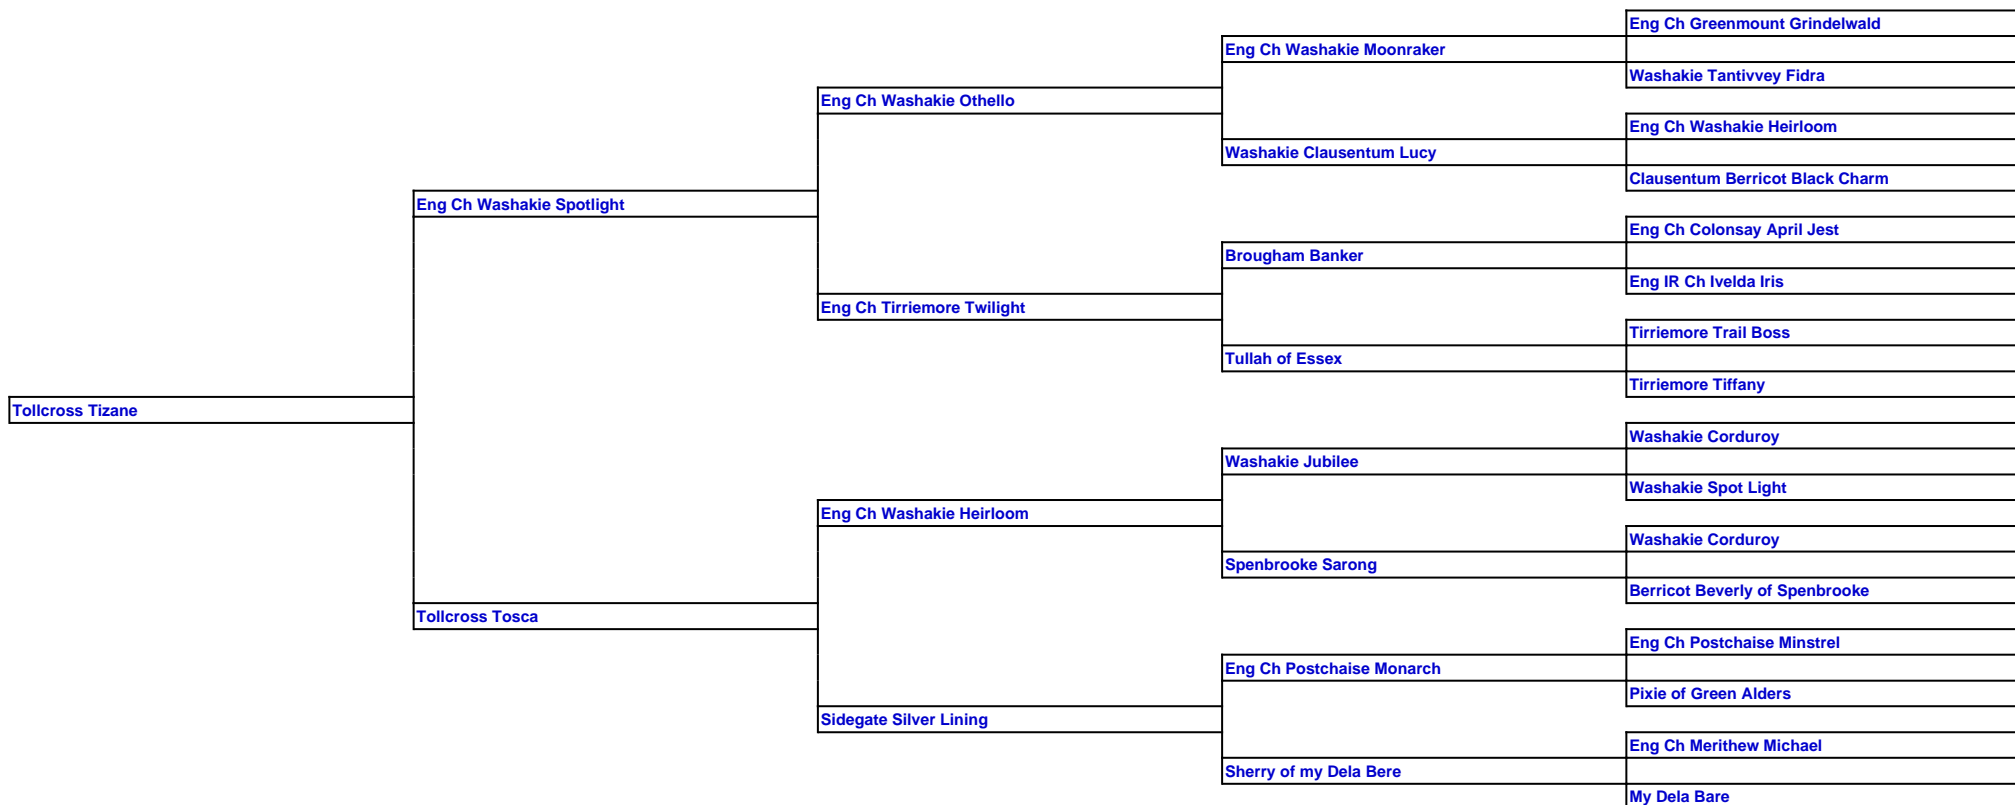 Eng Ch Greenmount Grindelwald
Eng Ch Washakie Moonraker
Washakie Tantivvey Fidra
Eng Ch Washakie Othello
Eng Ch Washakie Heirloom
Washakie Clausentum Lucy
Clausentum Berricot Black Charm
Eng Ch Washakie Spotlight
Eng Ch Colonsay April Jest
Brougham Banker
Eng IR Ch Ivelda Iris
Eng Ch Tirriemore Twilight
Tirriemore Trail Boss
Tullah of Essex
Tirriemore Tiffany
Tollcross Tizane
Washakie Corduroy
Washakie Jubilee
Washakie Spot Light
Eng Ch Washakie Heirloom
Washakie Corduroy
Spenbrooke Sarong
Berricot Beverly of Spenbrooke
Tollcross Tosca
Eng Ch Postchaise Minstrel
Eng Ch Postchaise Monarch
Pixie of Green Alders
Sidegate Silver Lining
Eng Ch Merithew Michael
Sherry of my Dela Bere
My Dela Bare